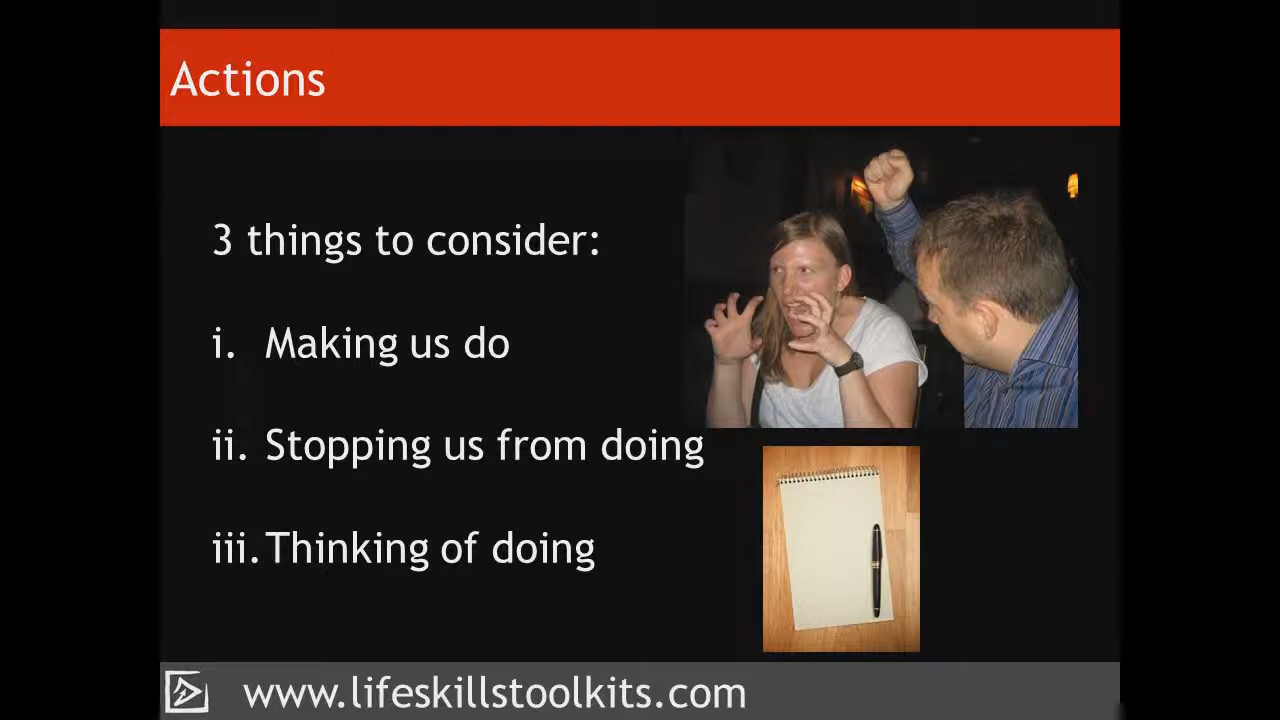 Actions
3 things to consider:
i. Making us do
ii. Stopping us from doing
iii. Thinking of doing
www.lifeskillstoolkits.com